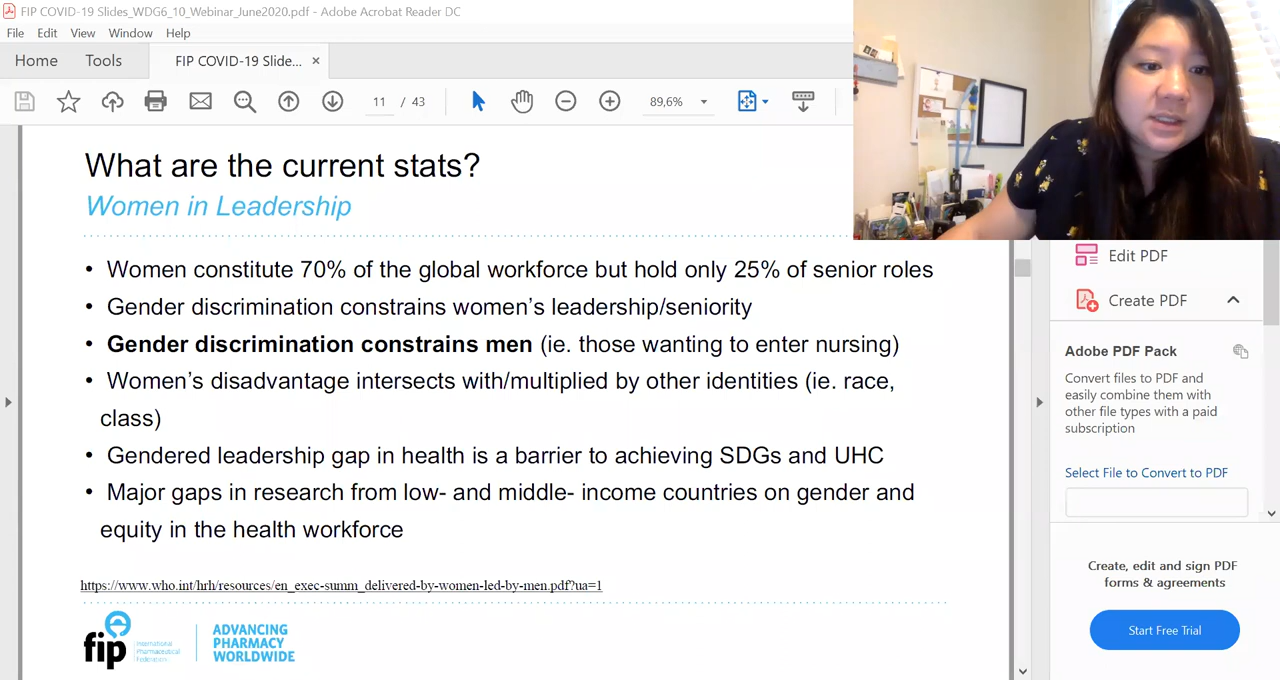 FIP COVID-19 Slides_WDG6_10_Webinar_June2020.pdf - Adobe Acrobat Reader DC
File Edit View Window Help
Home Tools FIP COVID-19 Slide... ×
11 / 43 89,6%
What are the current stats?
Women in Leadership
• Women constitute 70% of the global workforce but hold only 25% of senior roles
• Gender discrimination constrains women’s leadership/seniority
• Gender discrimination constrains men (ie. those wanting to enter nursing)
• Women’s disadvantage intersects with/multiplied by other identities (ie. race,
class)
• Gendered leadership gap in health is a barrier to achieving SDGs and UHC
• Major gaps in research from low- and middle- income countries on gender and
equity in the health workforce
https://www.who.int/hrh/resources/en_exec-summ_delivered-by-women-led-by-men.pdf?ua=1
fip
International
Pharmaceutical
Federation
ADVANCING
PHARMACY
WORLDWIDE
Edit PDF
Create PDF
Adobe PDF Pack
Convert files to PDF and
easily combine them with
other file types with a paid
subscription
Select File to Convert to PDF
Create, edit and sign PDF
forms & agreements
Start Free Trial